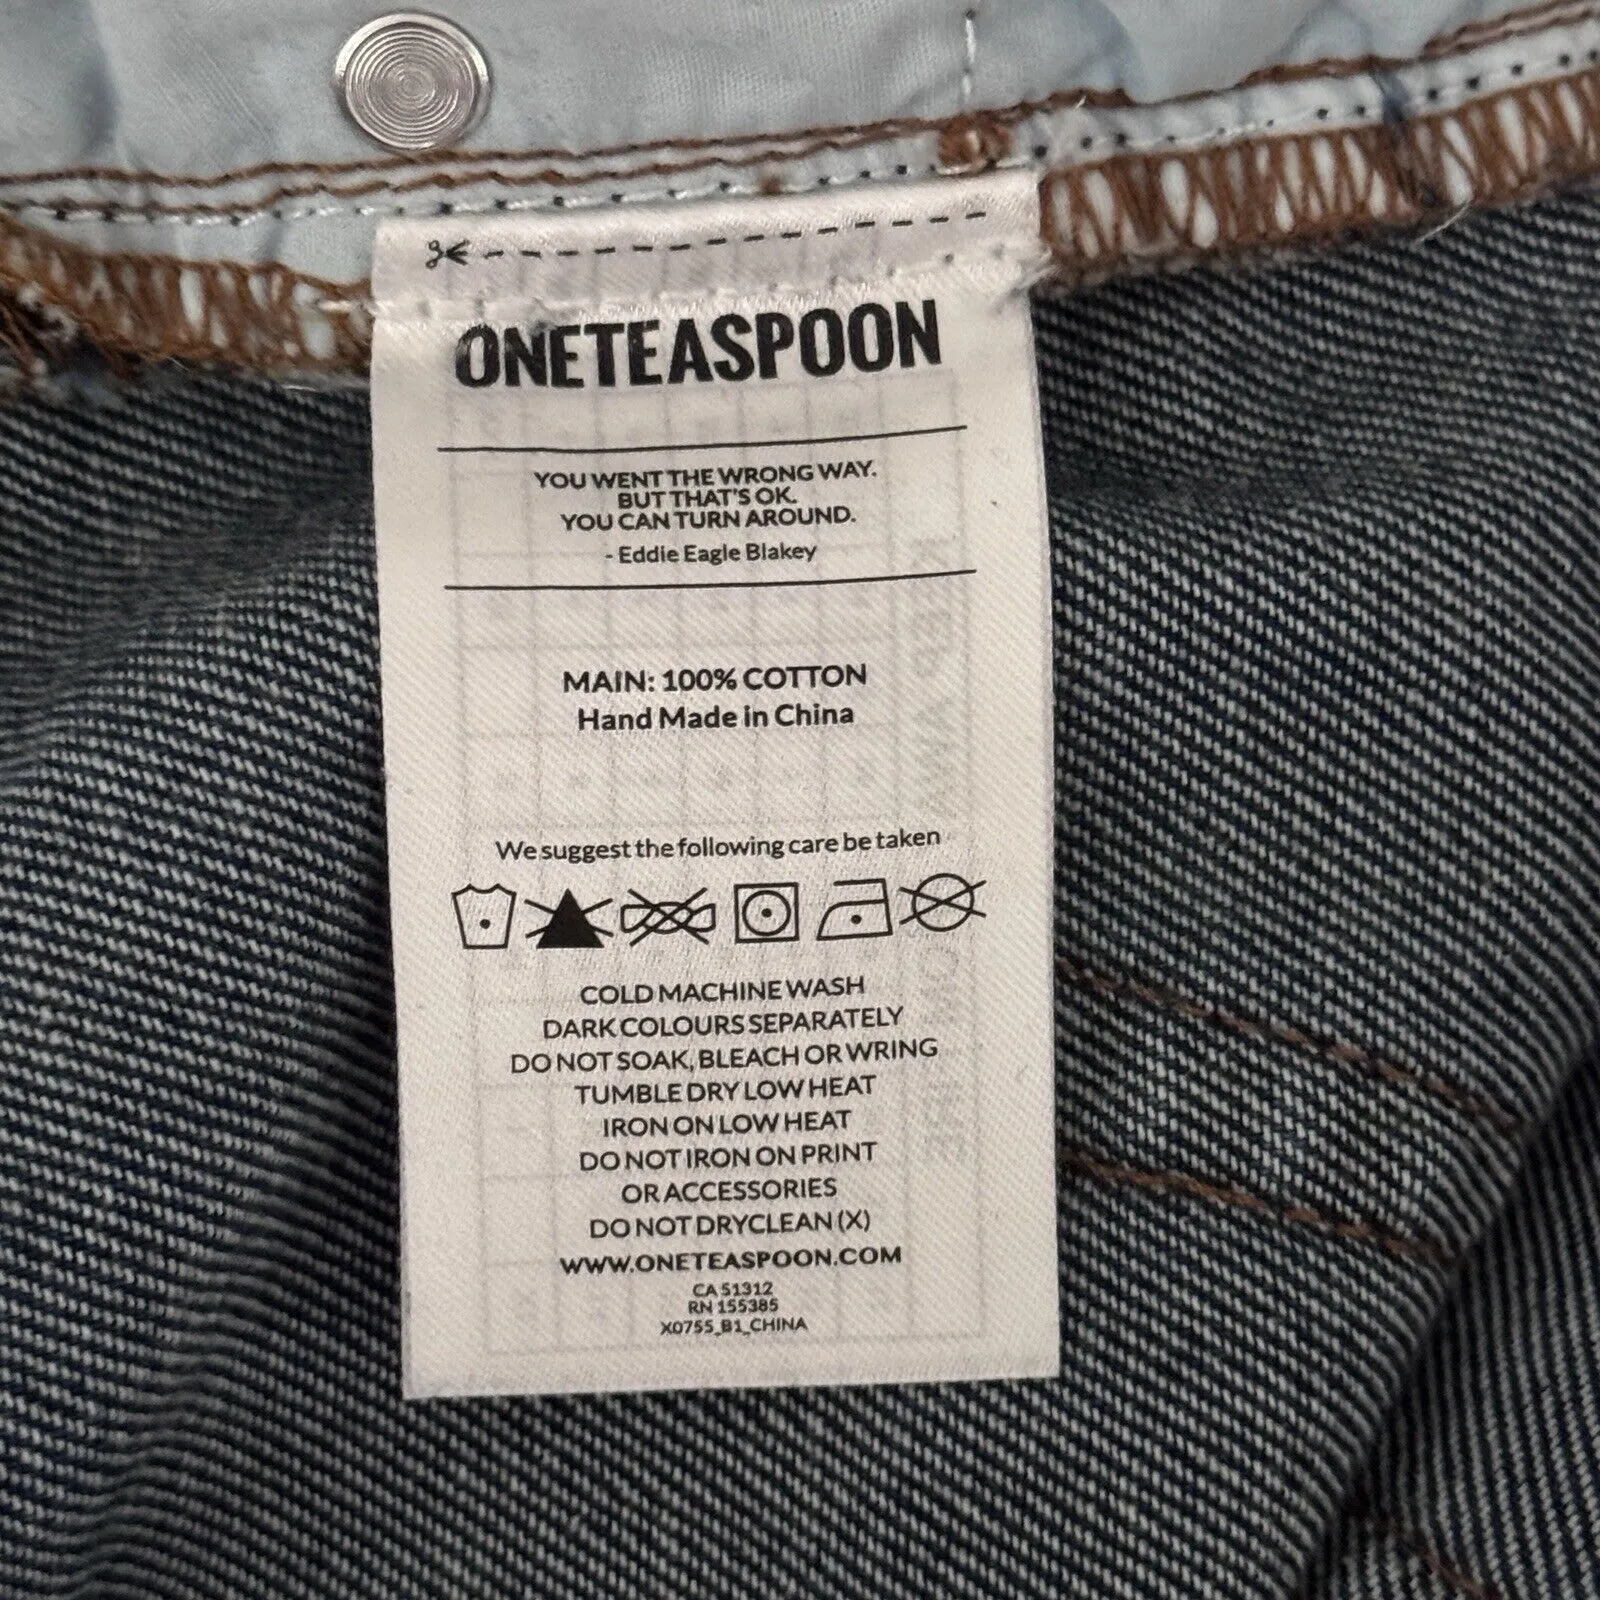 ONETEASPOON
YOU WENT THE WRONG WAY.
BUT THAT'S OK.
YOU CAN TURN AROUND.
- Eddie Eagle Blakey
MAIN: 100% COTTON
Hand Made in China
We suggest the following care be taken
COLD MACHINE WASH
DARK COLOURS SEPARATELY
DO NOT SOAK, BLEACH OR WRING
TUMBLE DRY LOW HEAT
IRON ON LOW HEAT
DO NOT IRON ON PRINT
OR ACCESSORIES
DO NOT DRYCLEAN (X)
WWW.ONETEASPOON.COM
CA 51312
RN 155385
X0755_B1_CHINA